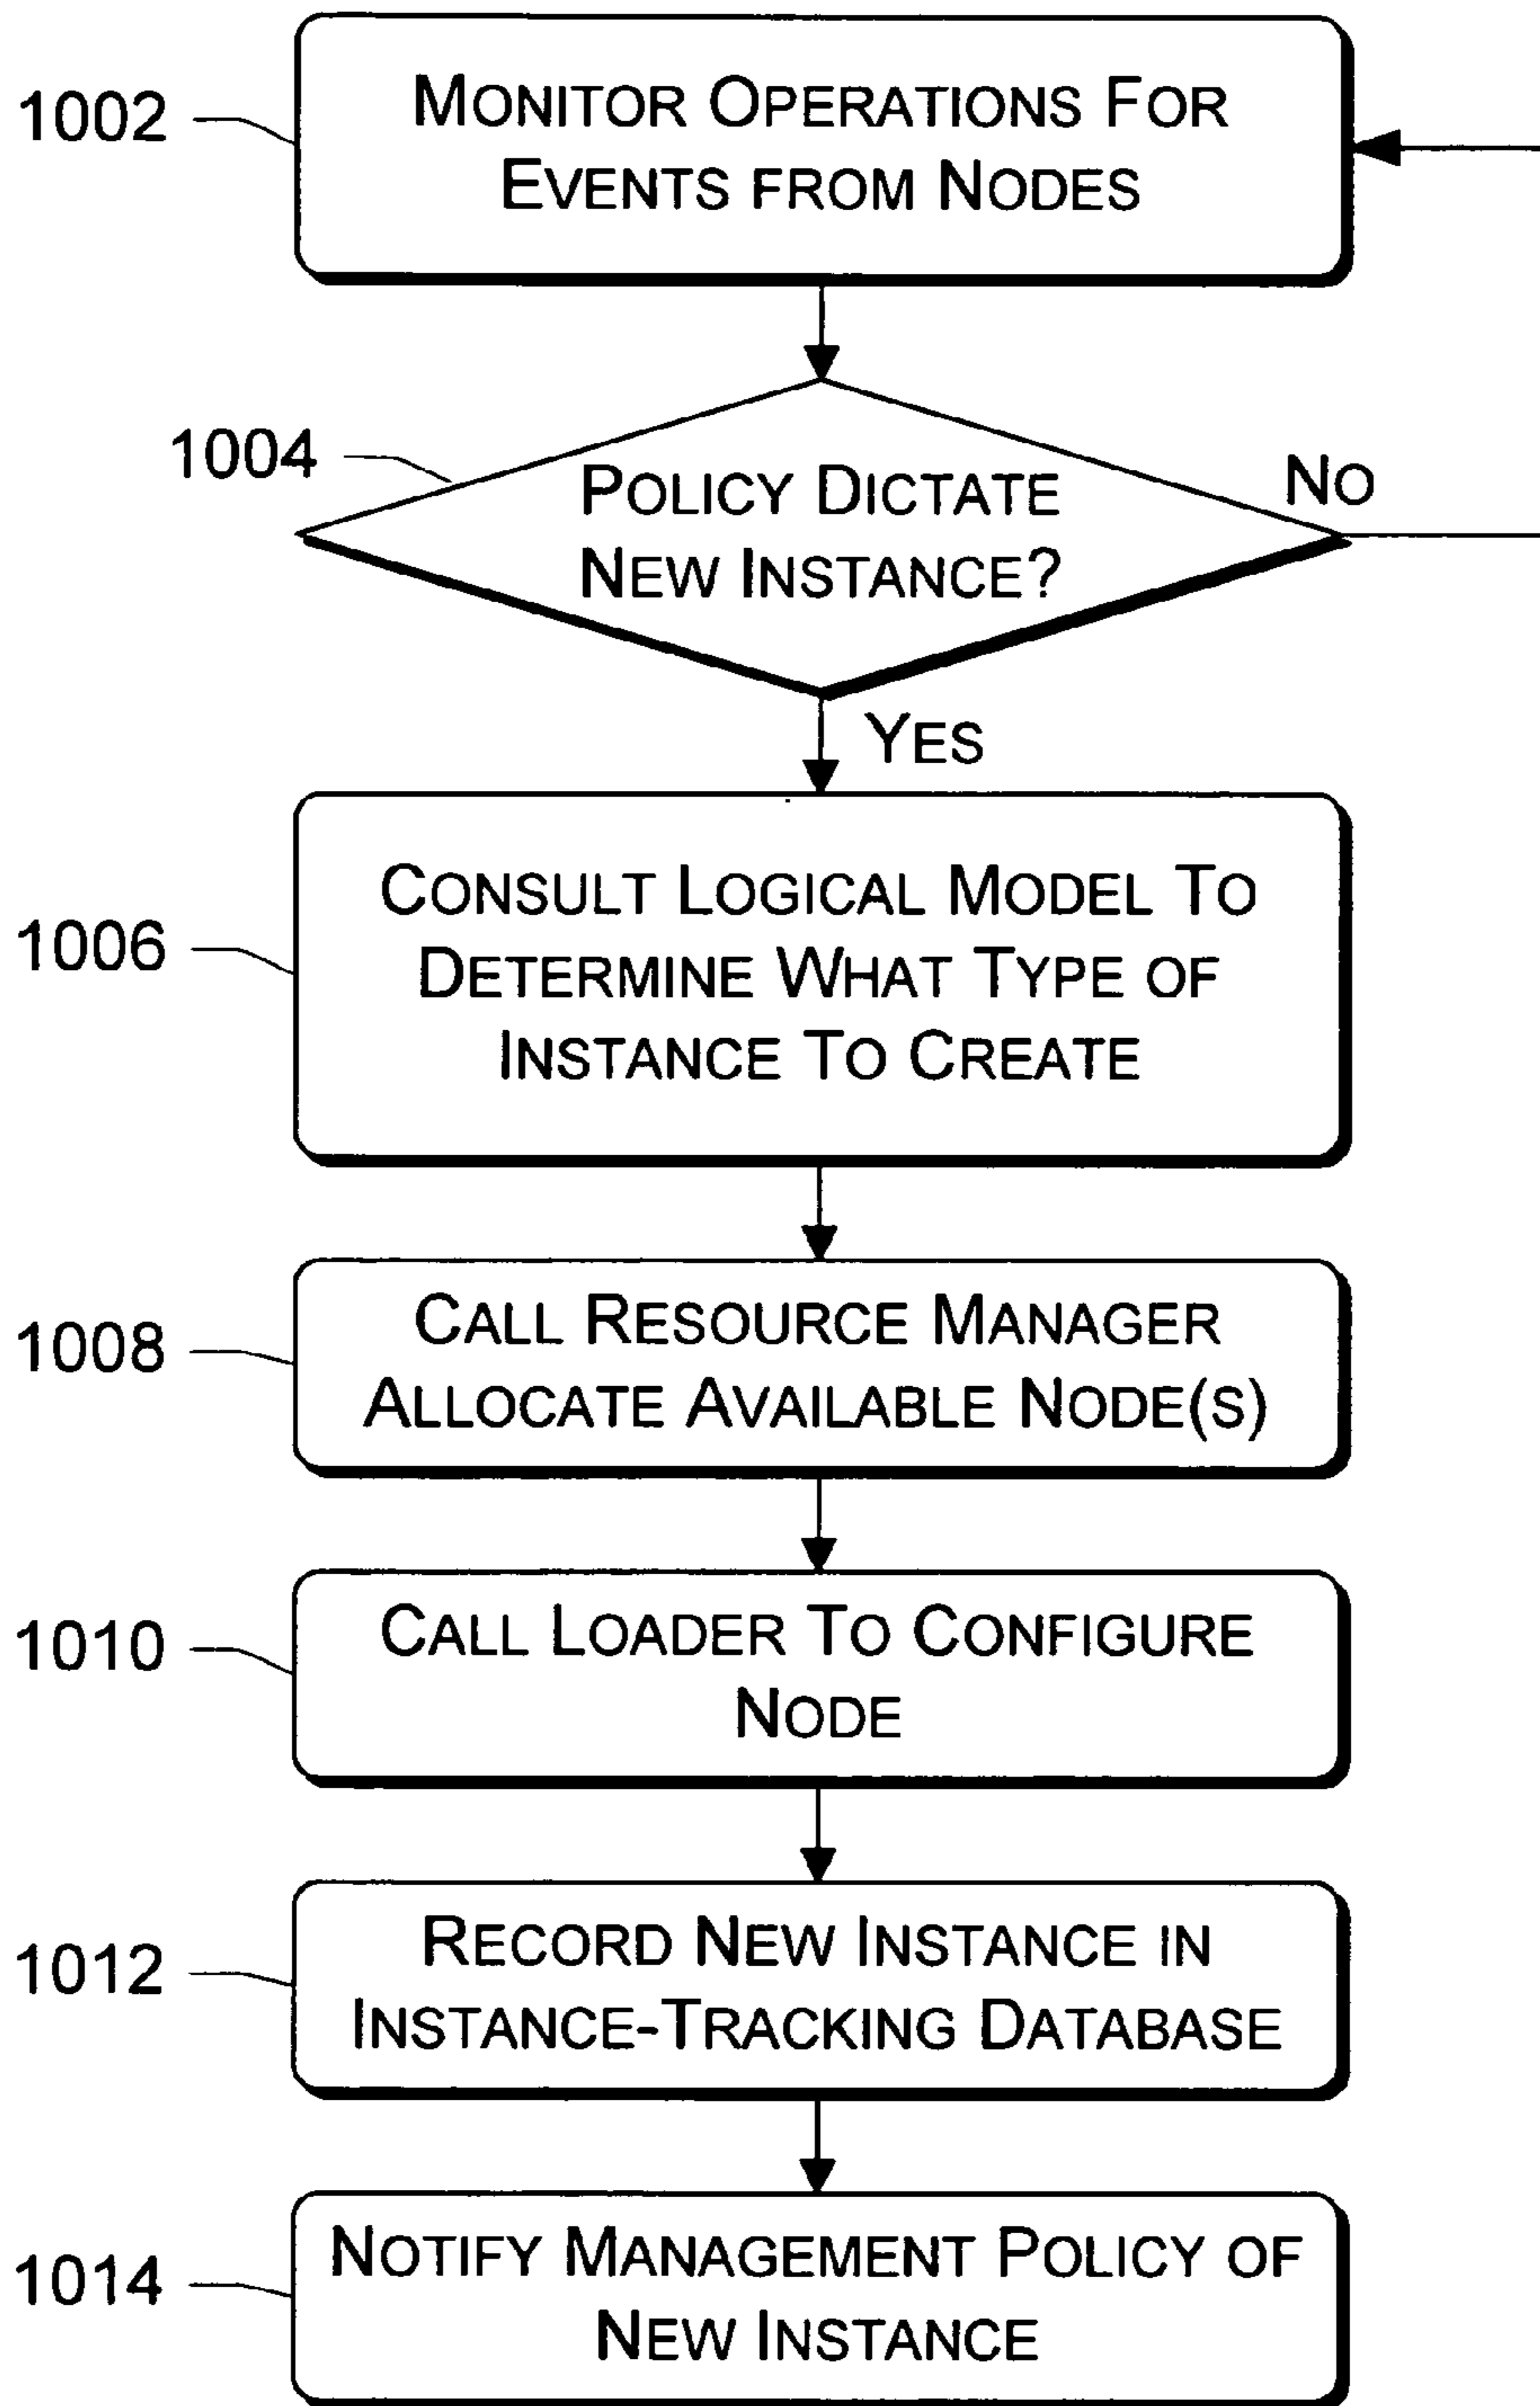 1002
MONITOR OPERATIONS FOR
EVENTS FROM NODES
1004
POLICY DICTATE
NEW INSTANCE?
NO
YES
1006
CONSULT LOGICAL MODEL TO
DETERMINE WHAT TYPE OF
INSTANCE TO CREATE
1008
CALL RESOURCE MANAGER
ALLOCATE AVAILABLE NODE(S)
1010
CALL LOADER TO CONFIGURE
NODE
1012
RECORD NEW INSTANCE IN
INSTANCE-TRACKING DATABASE
1014
NOTIFY MANAGEMENT POLICY OF
NEW INSTANCE